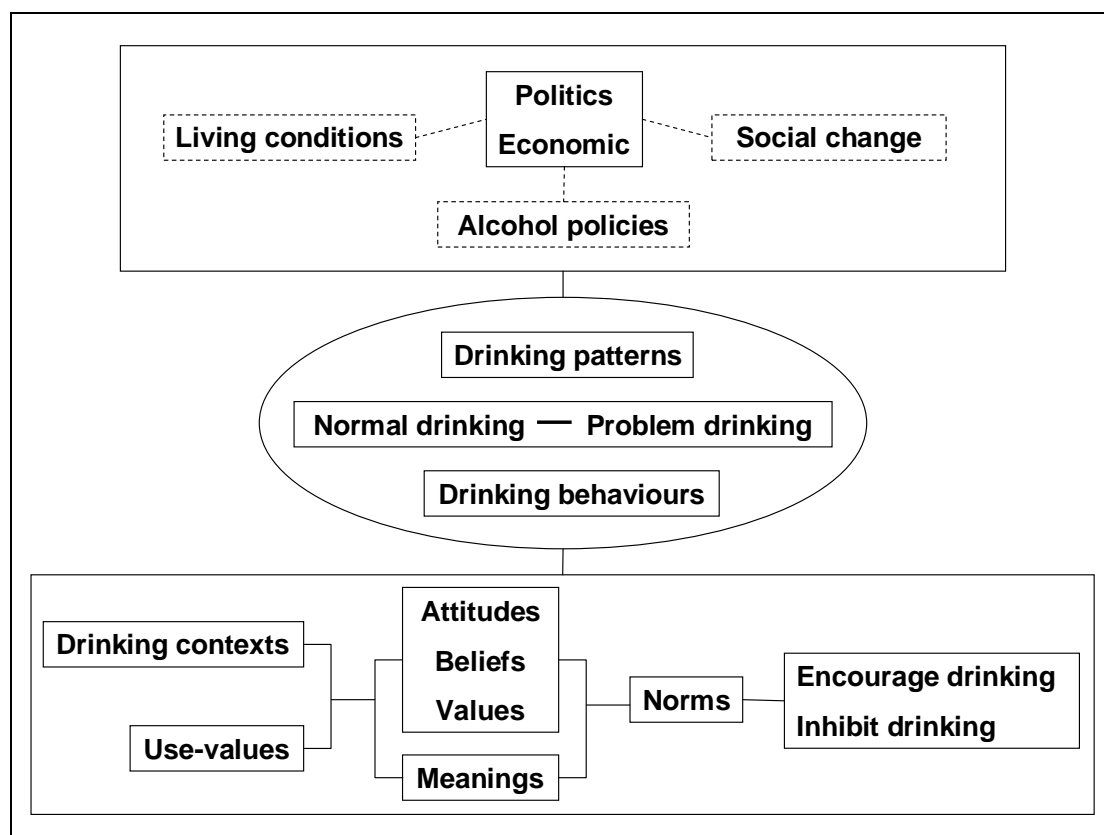 Politics
Economic
Living conditions
Social change
Alcohol policies
Drinking patterns
Normal drinking — Problem drinking
Drinking behaviours
Attitudes
Beliefs
Values
Drinking contexts
Use-values
Meanings
Norms
Encourage drinking
Inhibit drinking